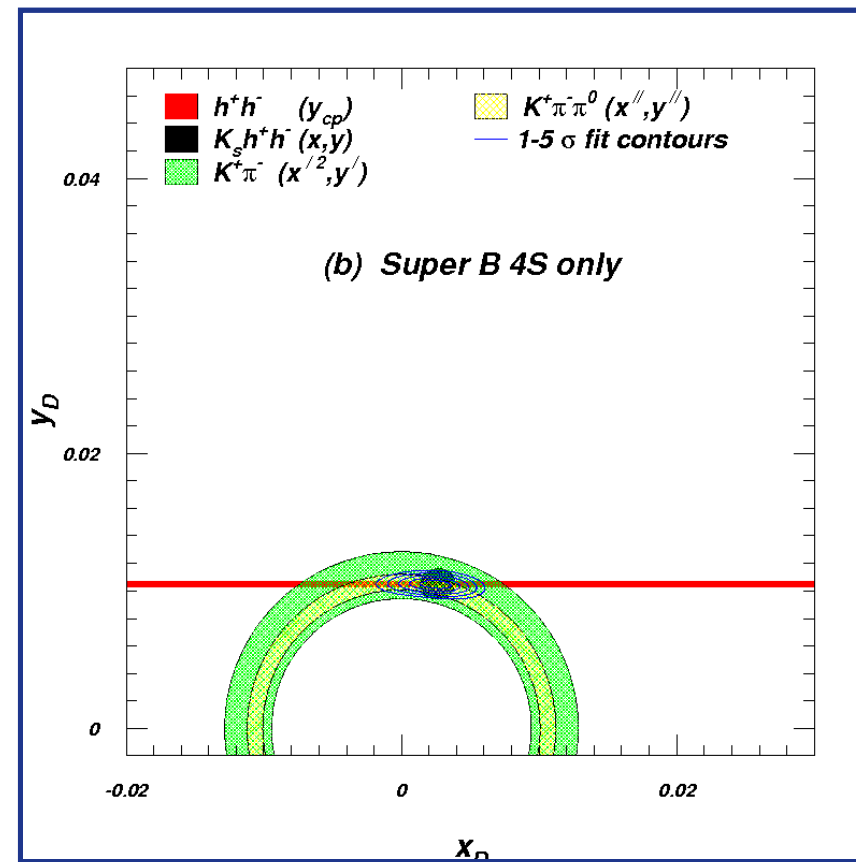 h⁺h⁻ (y_cp)
K_s h⁺h⁻ (x,y)
K⁺π⁻ (x′²,y′)
K⁺π⁻π⁰ (x″,y″)
1-5 σ fit contours
(b) Super B 4S only
0.04
0.02
0
y_D
-0.02
0
0.02
x_D